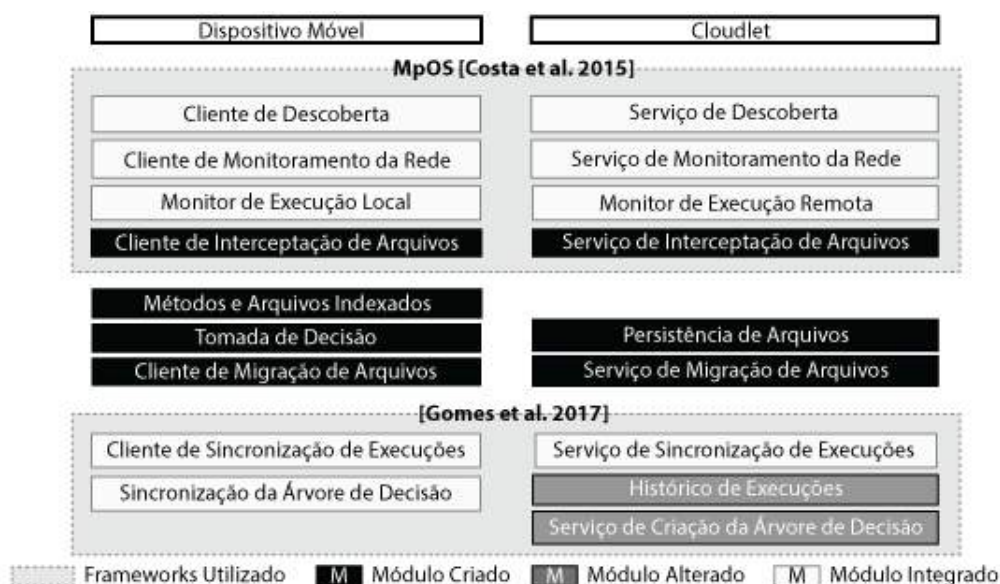 Dispositivo Móvel
Cloudlet
MpOS [Costa et al. 2015]
Cliente de Descoberta
Serviço de Descoberta
Cliente de Monitoramento da Rede
Serviço de Monitoramento da Rede
Monitor de Execução Local
Monitor de Execução Remota
Cliente de Interceptação de Arquivos
Serviço de Interceptação de Arquivos
Métodos e Arquivos Indexados
Tomada de Decisão
Persistência de Arquivos
Cliente de Migração de Arquivos
Serviço de Migração de Arquivos
[Gomes et al. 2017]
Cliente de Sincronização de Execuções
Serviço de Sincronização de Execuções
Sincronização da Árvore de Decisão
Histórico de Execuções
Serviço de Criação da Árvore de Decisão
Frameworks Utilizado M Módulo Criado M Módulo Alterado M Módulo Integrado